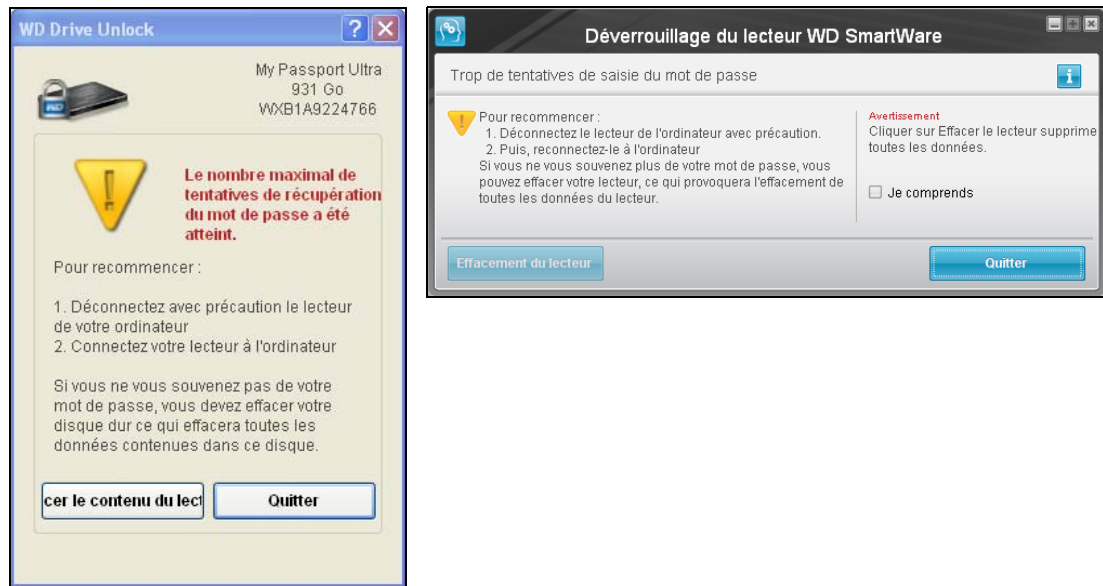 WD Drive Unlock
My Passport Ultra
931 Go
WXB1A9224766
Le nombre maximal de
tentatives de récupération
du mot de passe a été
atteint.
Pour recommencer :
1. Déconnectez avec précaution le lecteur
de votre ordinateur
2. Connectez votre lecteur à l'ordinateur
Si vous ne vous souvenez pas de votre
mot de passe, vous devez effacer votre
disque dur ce qui effacera toutes les
données contenues dans ce disque.
cer le contenu du lect
Quitter
Déverrouillage du lecteur WD SmartWare
Trop de tentatives de saisie du mot de passe
Pour recommencer :
1. Déconnectez le lecteur de l'ordinateur avec précaution.
2. Puis, reconnectez-le à l'ordinateur
Si vous ne vous souvenez plus de votre mot de passe, vous
pouvez effacer votre lecteur, ce qui provoquera l'effacement de
toutes les données du lecteur.
Avertissement
Cliquer sur Effacer le lecteur supprime
toutes les données.
Je comprends
Effacement du lecteur
Quitter